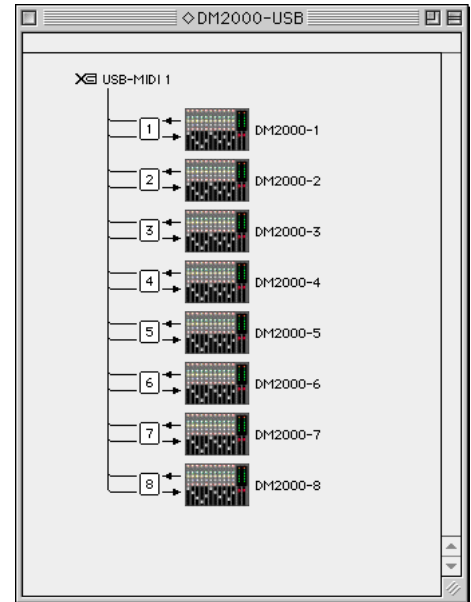 ◇DM2000-USB
USB-MIDI 1
1 DM2000-1
2 DM2000-2
3 DM2000-3
4 DM2000-4
5 DM2000-5
6 DM2000-6
7 DM2000-7
8 DM2000-8